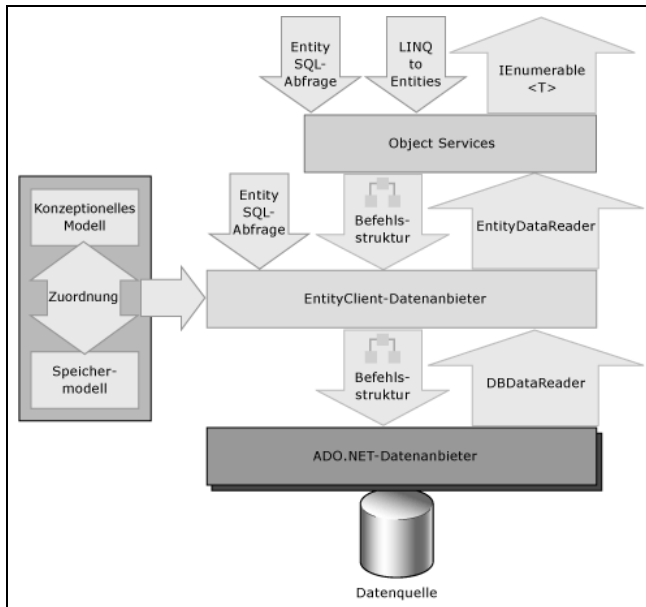 Entity
SQL-
Abfrage
LINQ
to
Entities
IEnumerable
<T>
Object Services
Entity
SQL-
Abfrage
Befehls-
struktur
EntityDataReader
Konzeptionelles
Modell
Zuordnung
Speicher-
modell
EntityClient-Datenanbieter
Befehls-
struktur
DBDataReader
ADO.NET-Datenanbieter
Datenquelle